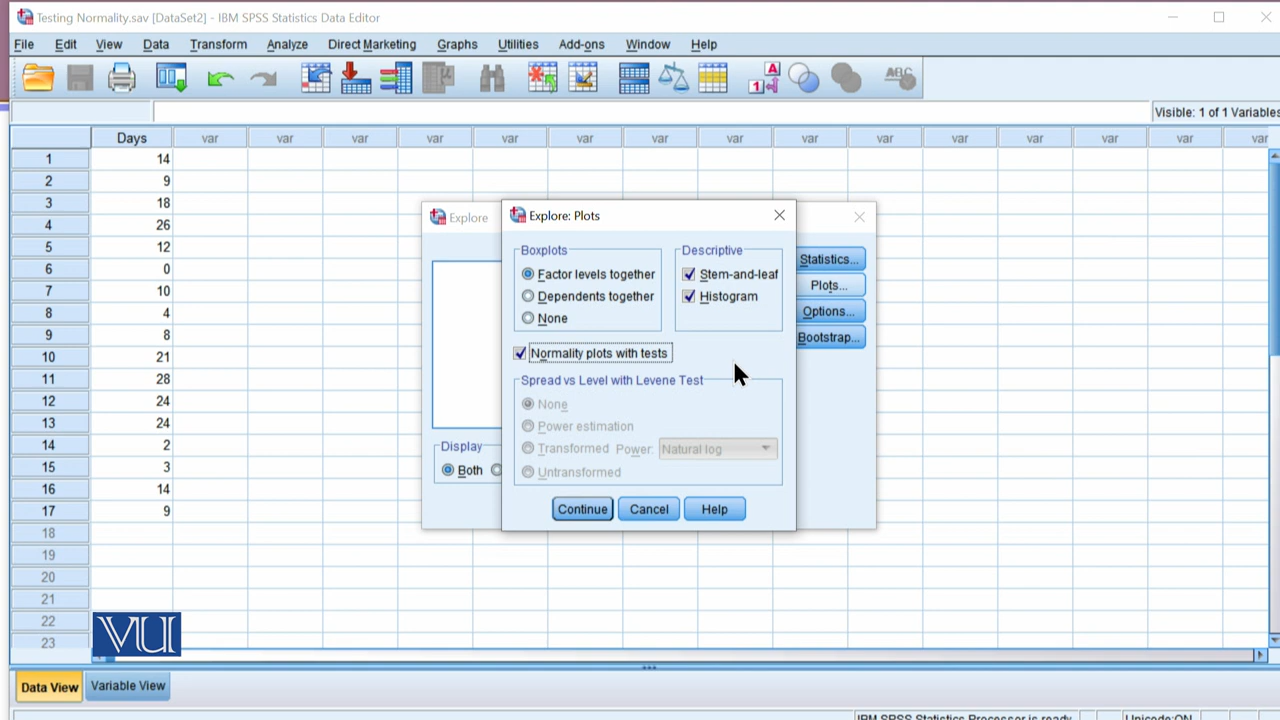 Testing Normality.sav [DataSet2] - IBM SPSS Statistics Data Editor
File Edit View Data Transform Analyze Direct Marketing Graphs Utilities Add-ons Window Help
Visible: 1 of 1 Variables
Days var var var var var var var var var var var var var var var
1 14
2 9
3 18
4 26
5 12
6 0
7 10
8 4
9 8
10 21
11 28
12 24
13 24
14 2
15 3
16 14
17 9
18
19
20
21
22
23
Explore
Statistics...
Plots...
Options...
Bootstrap...
Display
Both
Explore: Plots
Boxplots
Factor levels together
Dependents together
None
Descriptive
Stem-and-leaf
Histogram
Normality plots with tests
Spread vs Level with Levene Test
None
Power estimation
Transformed Power: Natural log
Untransformed
Continue Cancel Help
VU
Data View Variable View
IBM SPSS Statistics Processor is ready Unicode:ON